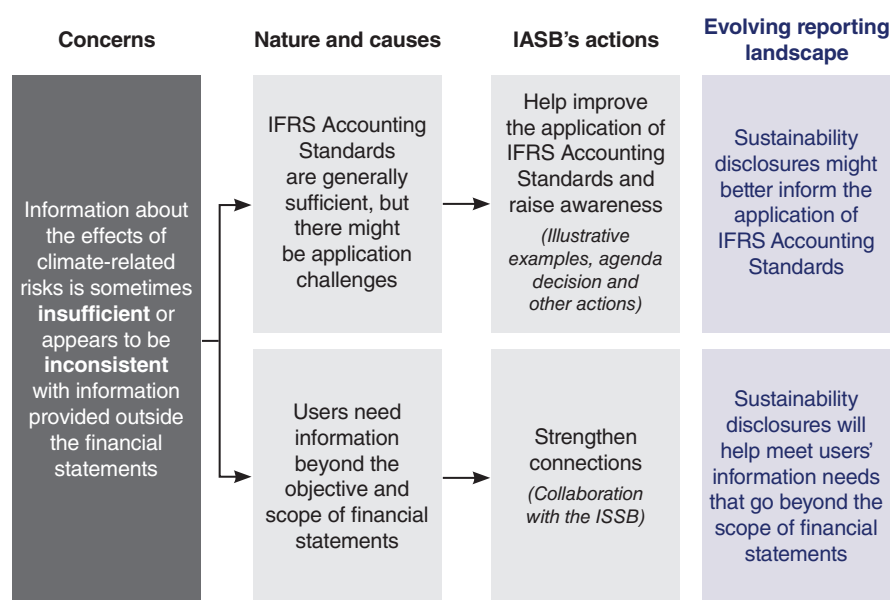 Concerns
Nature and causes
IASB's actions
Evolving reporting
landscape
Information about
the effects of
climate-related
risks is sometimes
insufficient or
appears to be
inconsistent
with information
provided outside
the financial
statements
IFRS Accounting
Standards
are generally
sufficient, but
there might
be application
challenges
Help improve
the application of
IFRS Accounting
Standards and
raise awareness
(Illustrative
examples, agenda
decision and
other actions)
Sustainability
disclosures might
better inform the
application of
IFRS Accounting
Standards
Users need
information
beyond the
objective and
scope of financial
statements
Strengthen
connections
(Collaboration
with the ISSB)
Sustainability
disclosures will
help meet users'
information needs
that go beyond the
scope of financial
statements